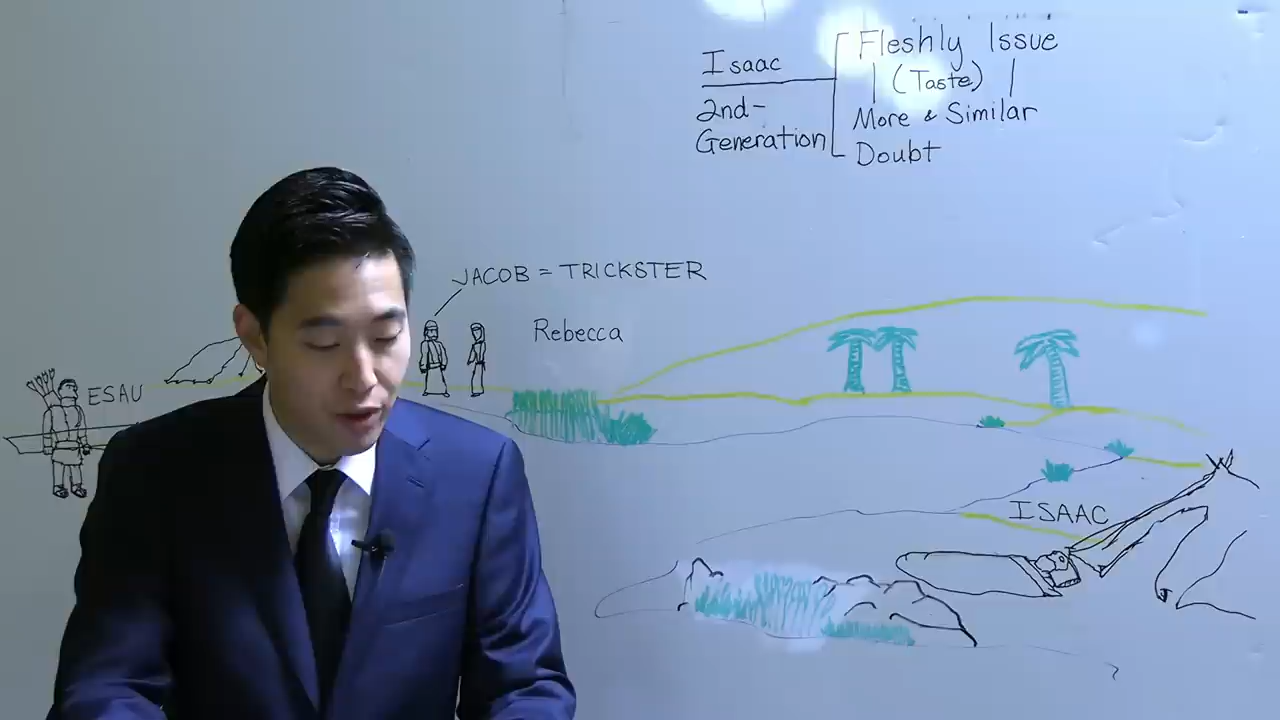 Isaac
2nd-
Generation
Fleshly Issue
(Taste)
More & Similar
Doubt
JACOB = TRICKSTER
Rebecca
ESAU
ISAAC